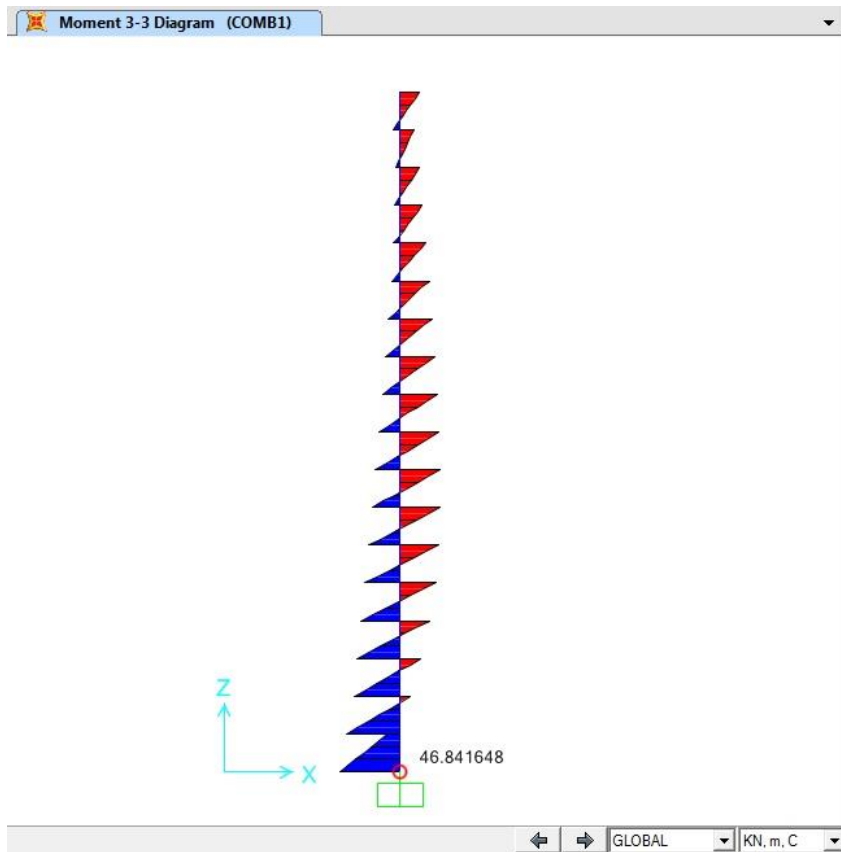 Moment 3-3 Diagram (COMB1)
Z
X
46.841648
GLOBAL
KN, m, C